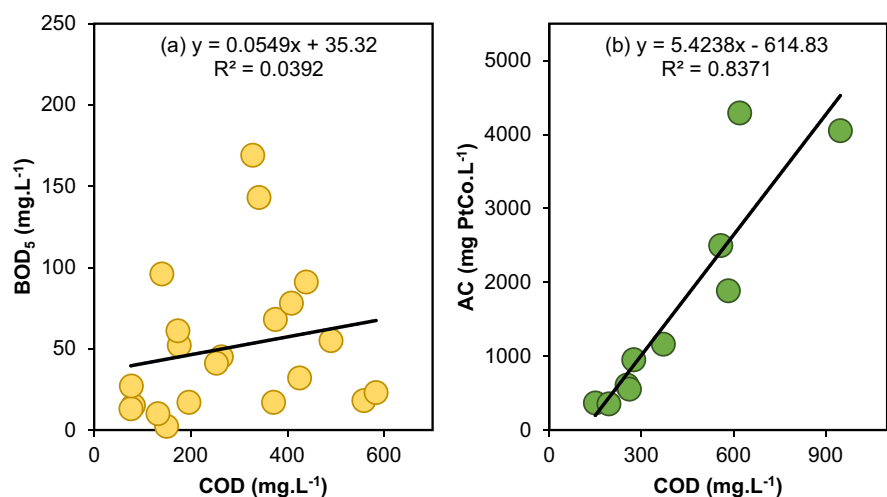 (a) y = 0.0549x + 35.32
R² = 0.0392
250
200
150
100
50
0
BOD₅ (mg.L⁻¹)
0
200
400
600
COD (mg.L⁻¹)
(b) y = 5.4238x - 614.83
R² = 0.8371
5000
4000
3000
2000
1000
0
AC (mg PtCo.L⁻¹)
0
300
600
900
COD (mg.L⁻¹)